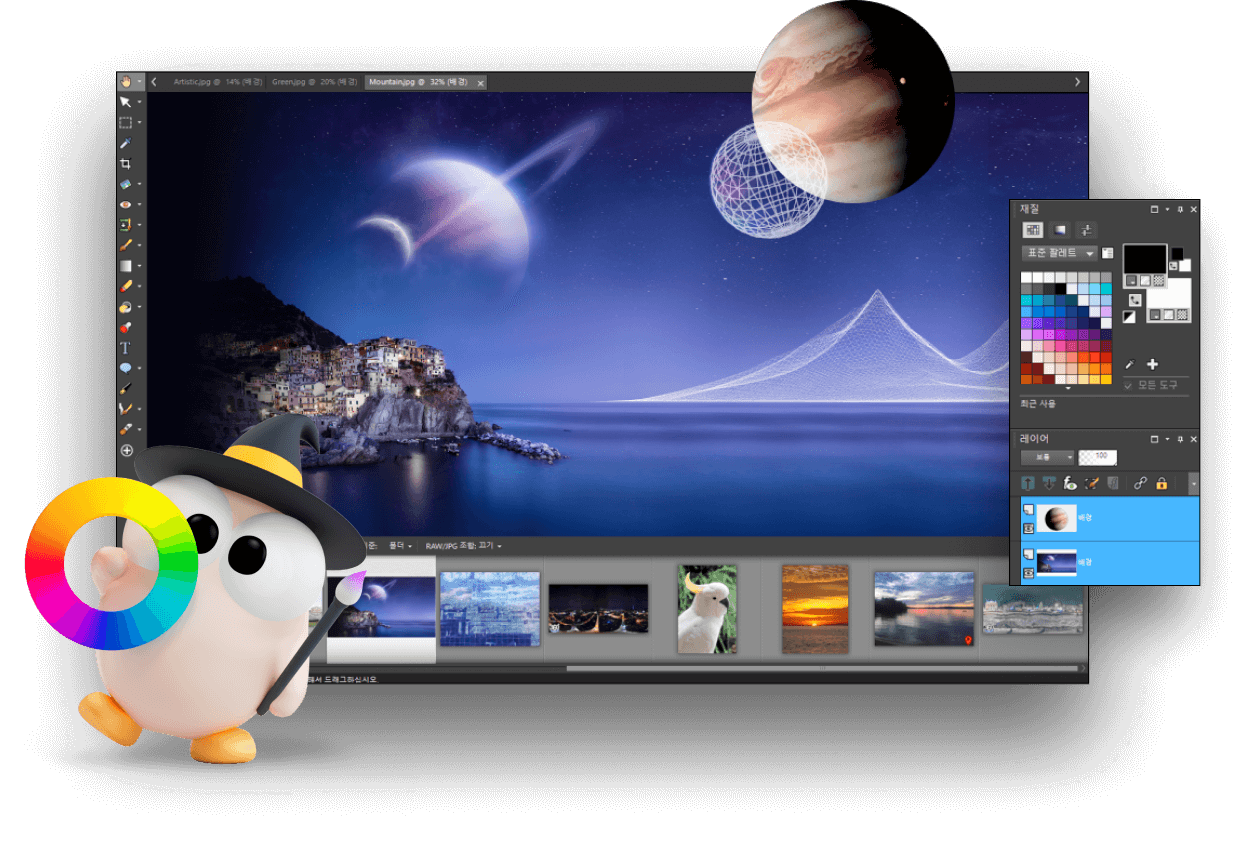 Artistic.jpg @ 14% (배경)
Green.jpg @ 20% (배경)
Mountain.jpg @ 32% (배경)
재질
표준 팔레트
모든 도구
최근 사용
레이어
보통
100
배경
배경
폴더
RAW/JPG 조합: 끄기
해서 드래그하십시오.